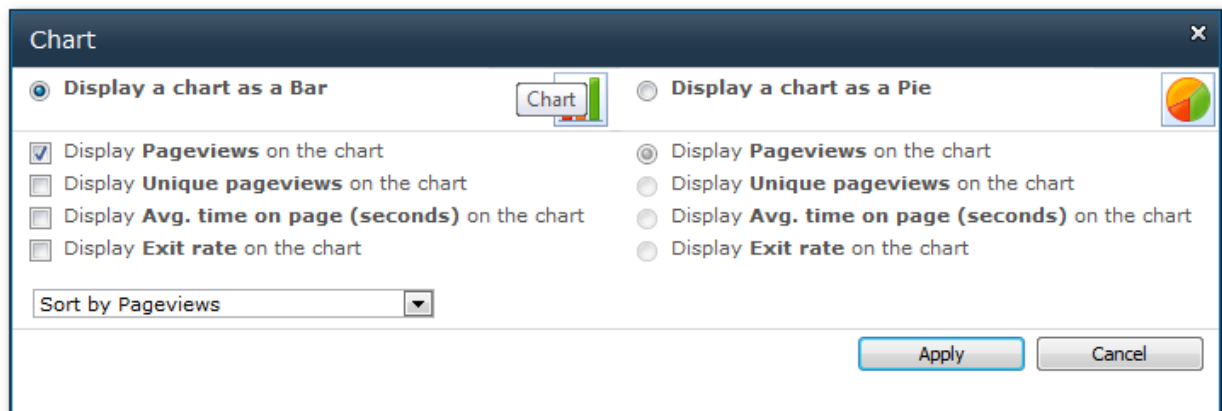 Chart
Display a chart as a Bar
Chart
Display a chart as a Pie
Display Pageviews on the chart
Display Unique pageviews on the chart
Display Avg. time on page (seconds) on the chart
Display Exit rate on the chart
Display Pageviews on the chart
Display Unique pageviews on the chart
Display Avg. time on page (seconds) on the chart
Display Exit rate on the chart
Sort by Pageviews
Apply
Cancel